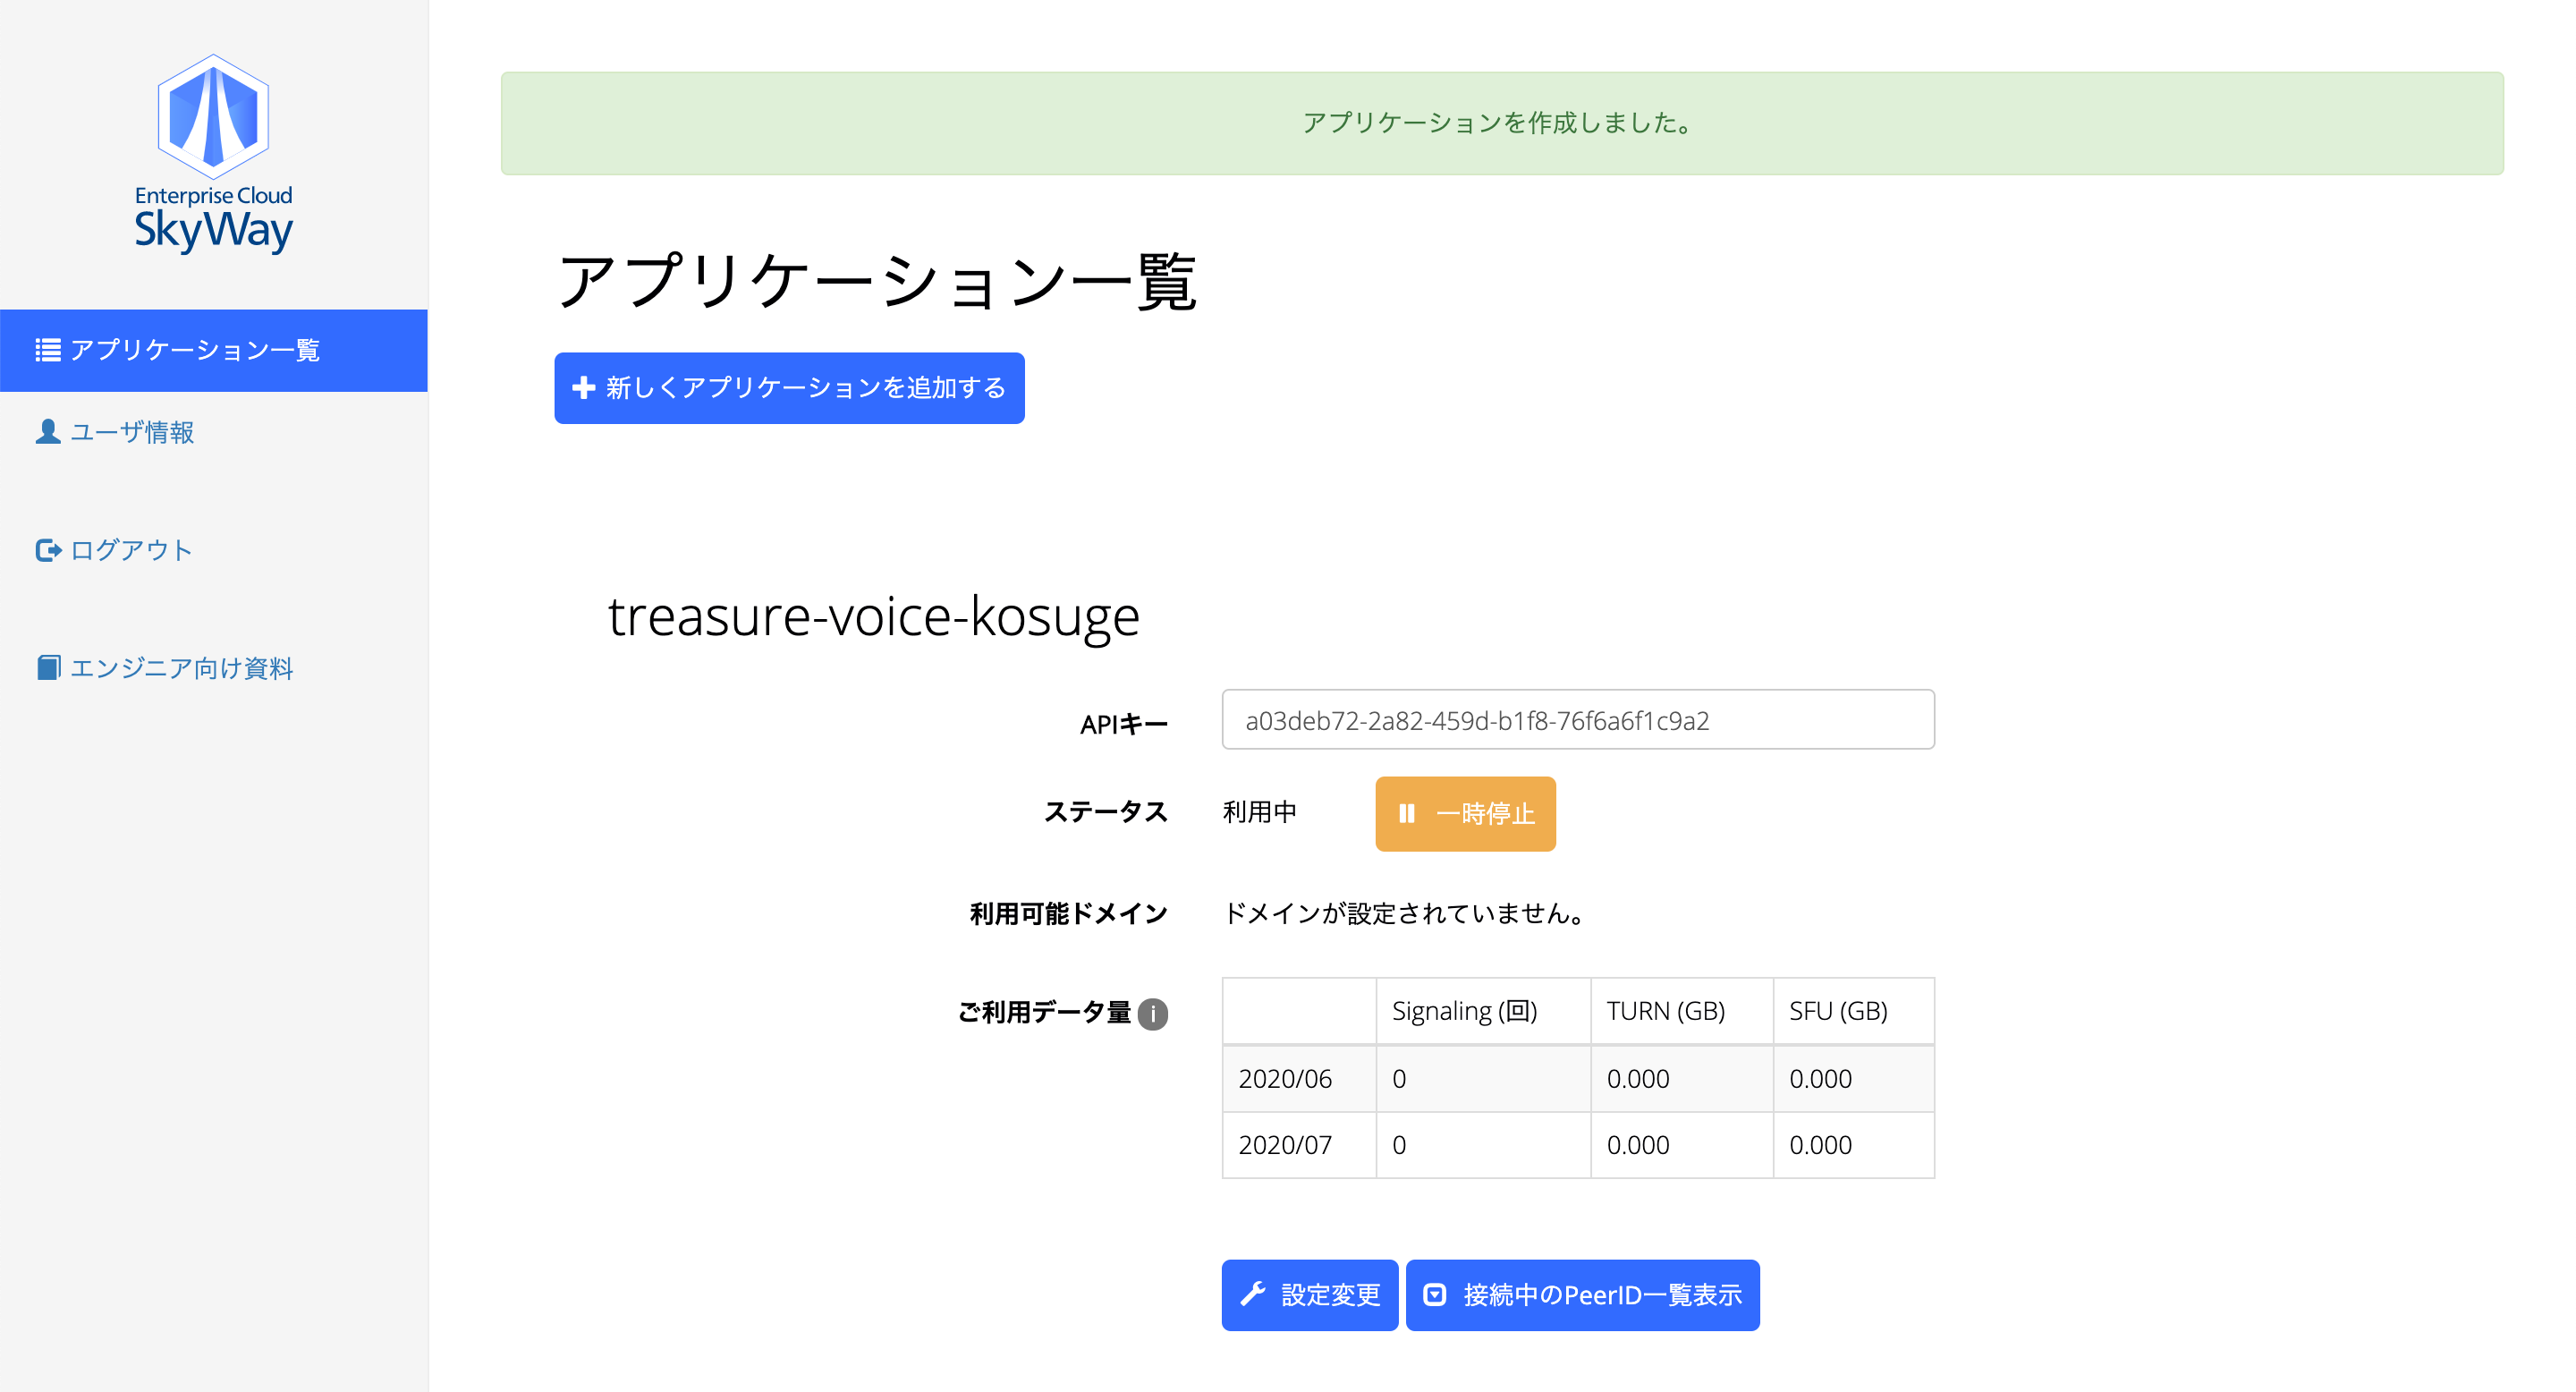 Enterprise Cloud
SkyWay
アプリケーション一覧
ユーザ情報
ログアウト
エンジニア向け資料
アプリケーションを作成しました。
アプリケーション一覧
新しくアプリケーションを追加する
treasure-voice-kosuge
APIキー a03deb72-2a82-459d-b1f8-76f6a6f1c9a2
ステータス 利用中 一時停止
利用可能ドメイン ドメインが設定されていません。
ご利用データ量 i Signaling (回) TURN (GB) SFU (GB)
2020/06 0 0.000 0.000
2020/07 0 0.000 0.000
設定変更 接続中のPeerID一覧表示